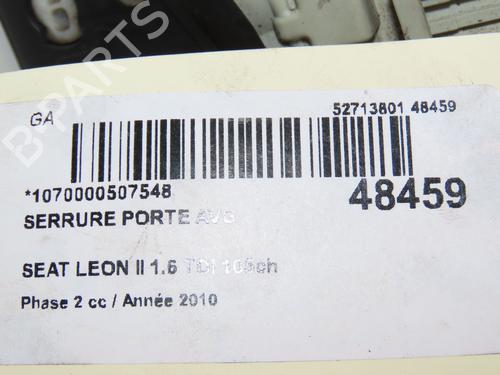 GA
52713801 48459
*1070000507548
48459
SERRURE PORTE AVG
SEAT LEON II 1.6 TDI 105ch
Phase 2 cc / Année 2010
B-PARTS